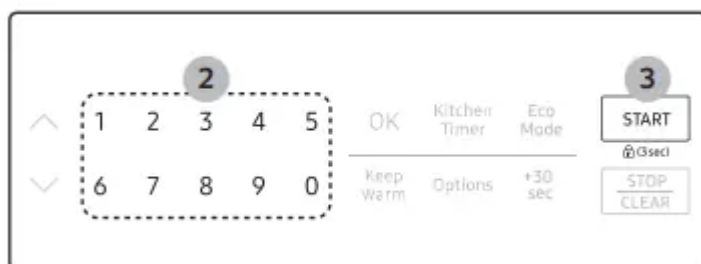 2
3
1 2 3 4 5
OK
Kitchen
Timer
Eco
Mode
START
(3sec)
6 7 8 9 0
Keep
Warm
Options
+30
sec
STOP
CLEAR